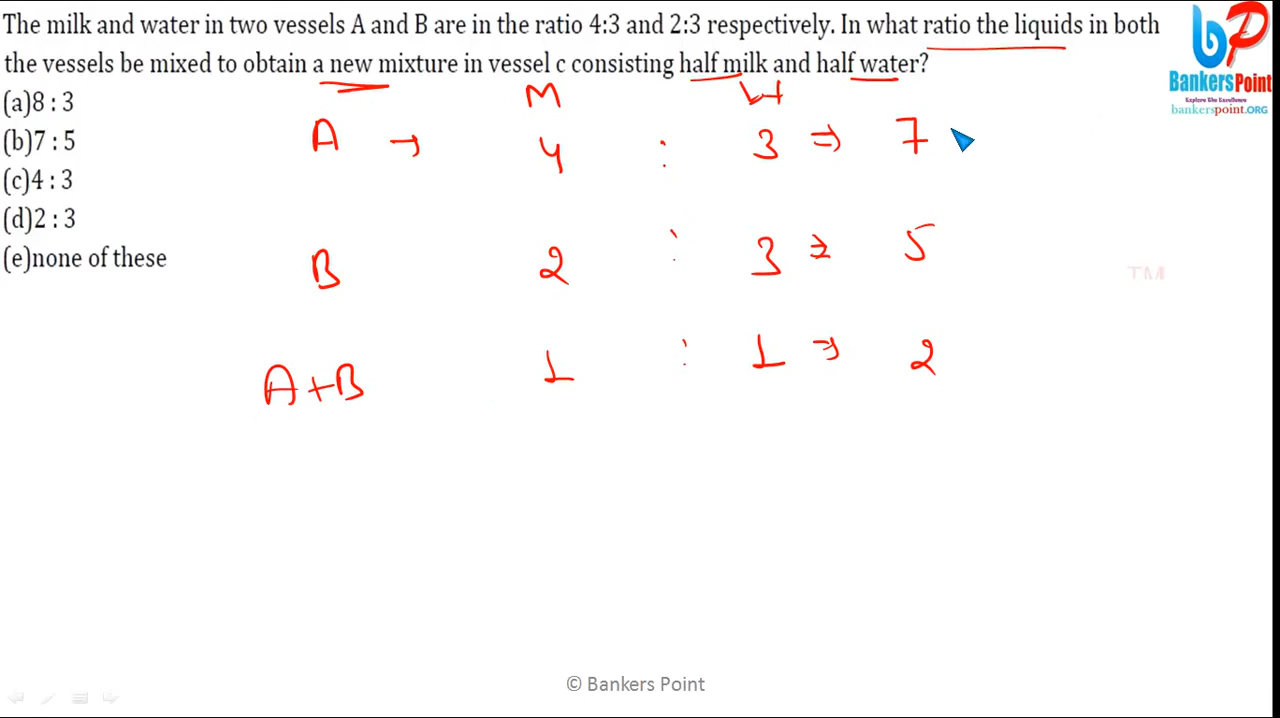 The milk and water in two vessels A and B are in the ratio 4:3 and 2:3 respectively. In what ratio the liquids in both
the vessels be mixed to obtain a new mixture in vessel c consisting half milk and half water?
(a)8 : 3
(b)7 : 5
(c)4 : 3
(d)2 : 3
(e)none of these
M W
A → 4 : 3 ⇒ 7
B 2 : 3 ⇒ 5
A+B 1 : 1 ⇒ 2
bP
BankersPoint
Explore The Excellence
bankerspoint.ORG
TM
© Bankers Point